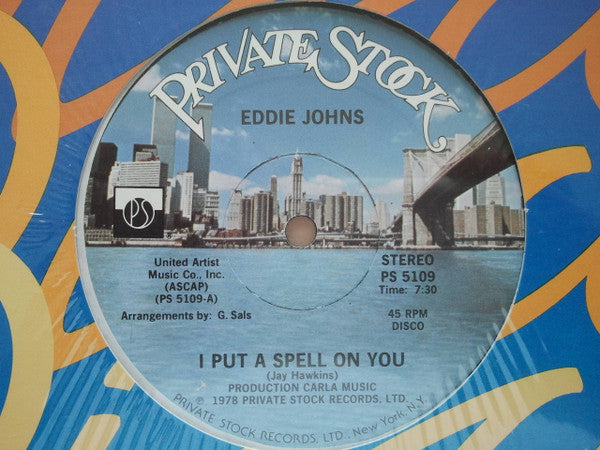 PRIVATE STOCK
EDDIE JOHNS
PS
United Artist
Music Co., Inc.
(ASCAP)
(PS 5109-A)
Arrangements by: G. Sals
STEREO
PS 5109
Time: 7:30
45 RPM
DISCO
I PUT A SPELL ON YOU
(Jay Hawkins)
PRODUCTION CARLA MUSIC
℗ 1978 PRIVATE STOCK RECORDS, LTD.
PRIVATE STOCK RECORDS, LTD., New York, N.Y.